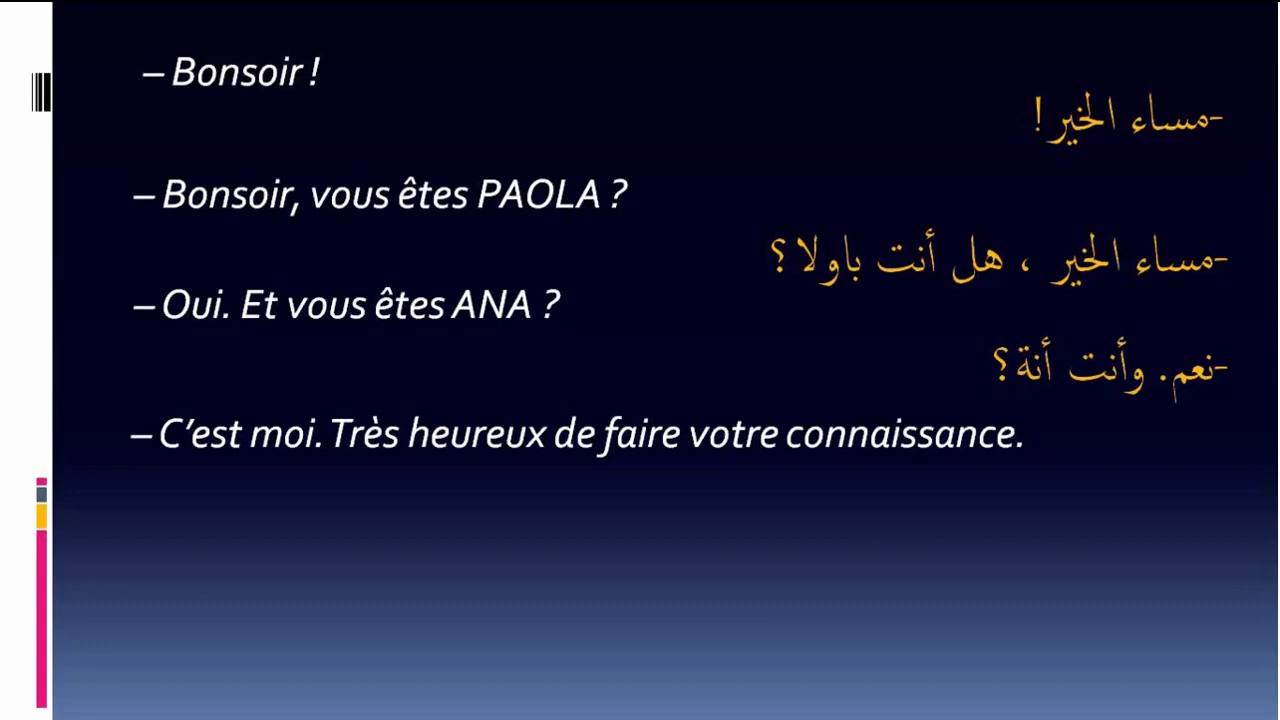 – Bonsoir !
-مساء الخير!
– Bonsoir, vous êtes PAOLA ?
-مساء الخير ، هل أنت باولا؟
– Oui. Et vous êtes ANA ?
-نعم. وأنت أنة؟
– C’est moi. Très heureux de faire votre connaissance.